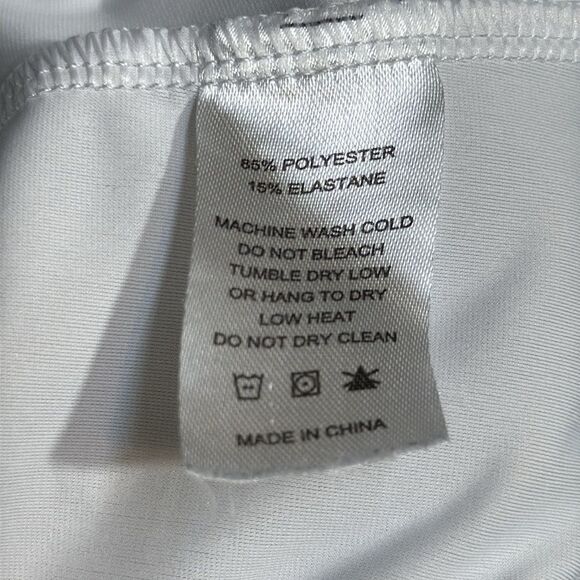 85% POLYESTER
15% ELASTANE
MACHINE WASH COLD
DO NOT BLEACH
TUMBLE DRY LOW
OR HANG TO DRY
LOW HEAT
DO NOT DRY CLEAN
MADE IN CHINA